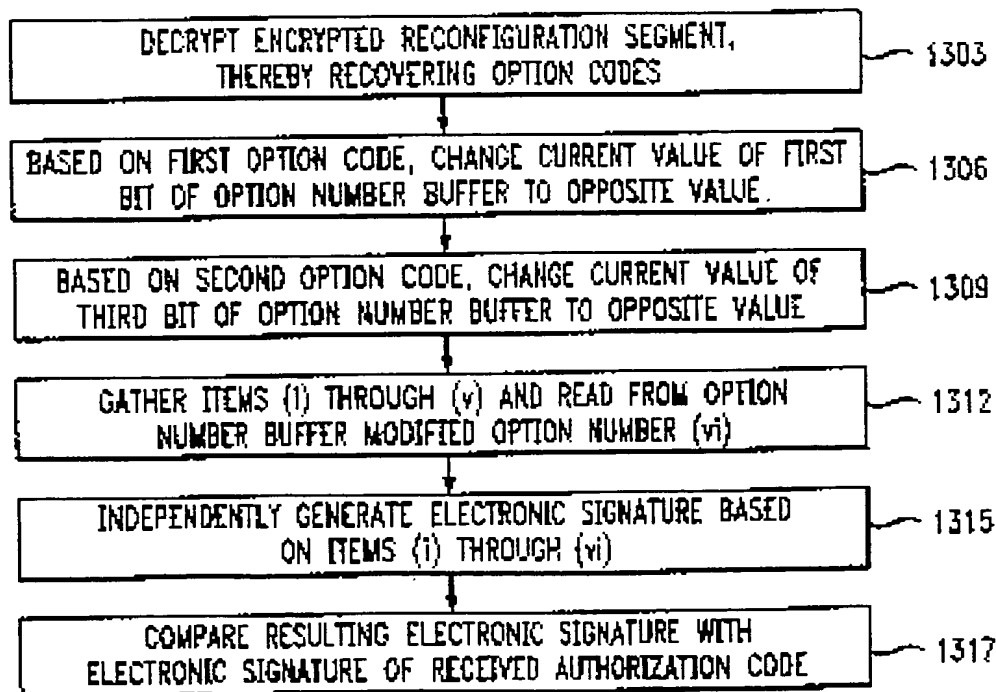 DECRYPT ENCRYPTED RECONFIGURATION SEGMENT,
THEREBY RECOVERING OPTION CODES
1303
BASED ON FIRST OPTION CODE, CHANGE CURRENT VALUE OF FIRST
BIT OF OPTION NUMBER BUFFER TO OPPOSITE VALUE.
1306
BASED ON SECOND OPTION CODE, CHANGE CURRENT VALUE OF
THIRD BIT OF OPTION NUMBER BUFFER TO OPPOSITE VALUE
1309
GATHER ITEMS (i) THROUGH (v) AND READ FROM OPTION
NUMBER BUFFER MODIFIED OPTION NUMBER (vi)
1312
INDEPENDENTLY GENERATE ELECTRONIC SIGNATURE BASED
ON ITEMS (i) THROUGH (vi)
1315
COMPARE RESULTING ELECTRONIC SIGNATURE WITH
ELECTRONIC SIGNATURE OF RECEIVED AUTHORIZATION CODE
1317